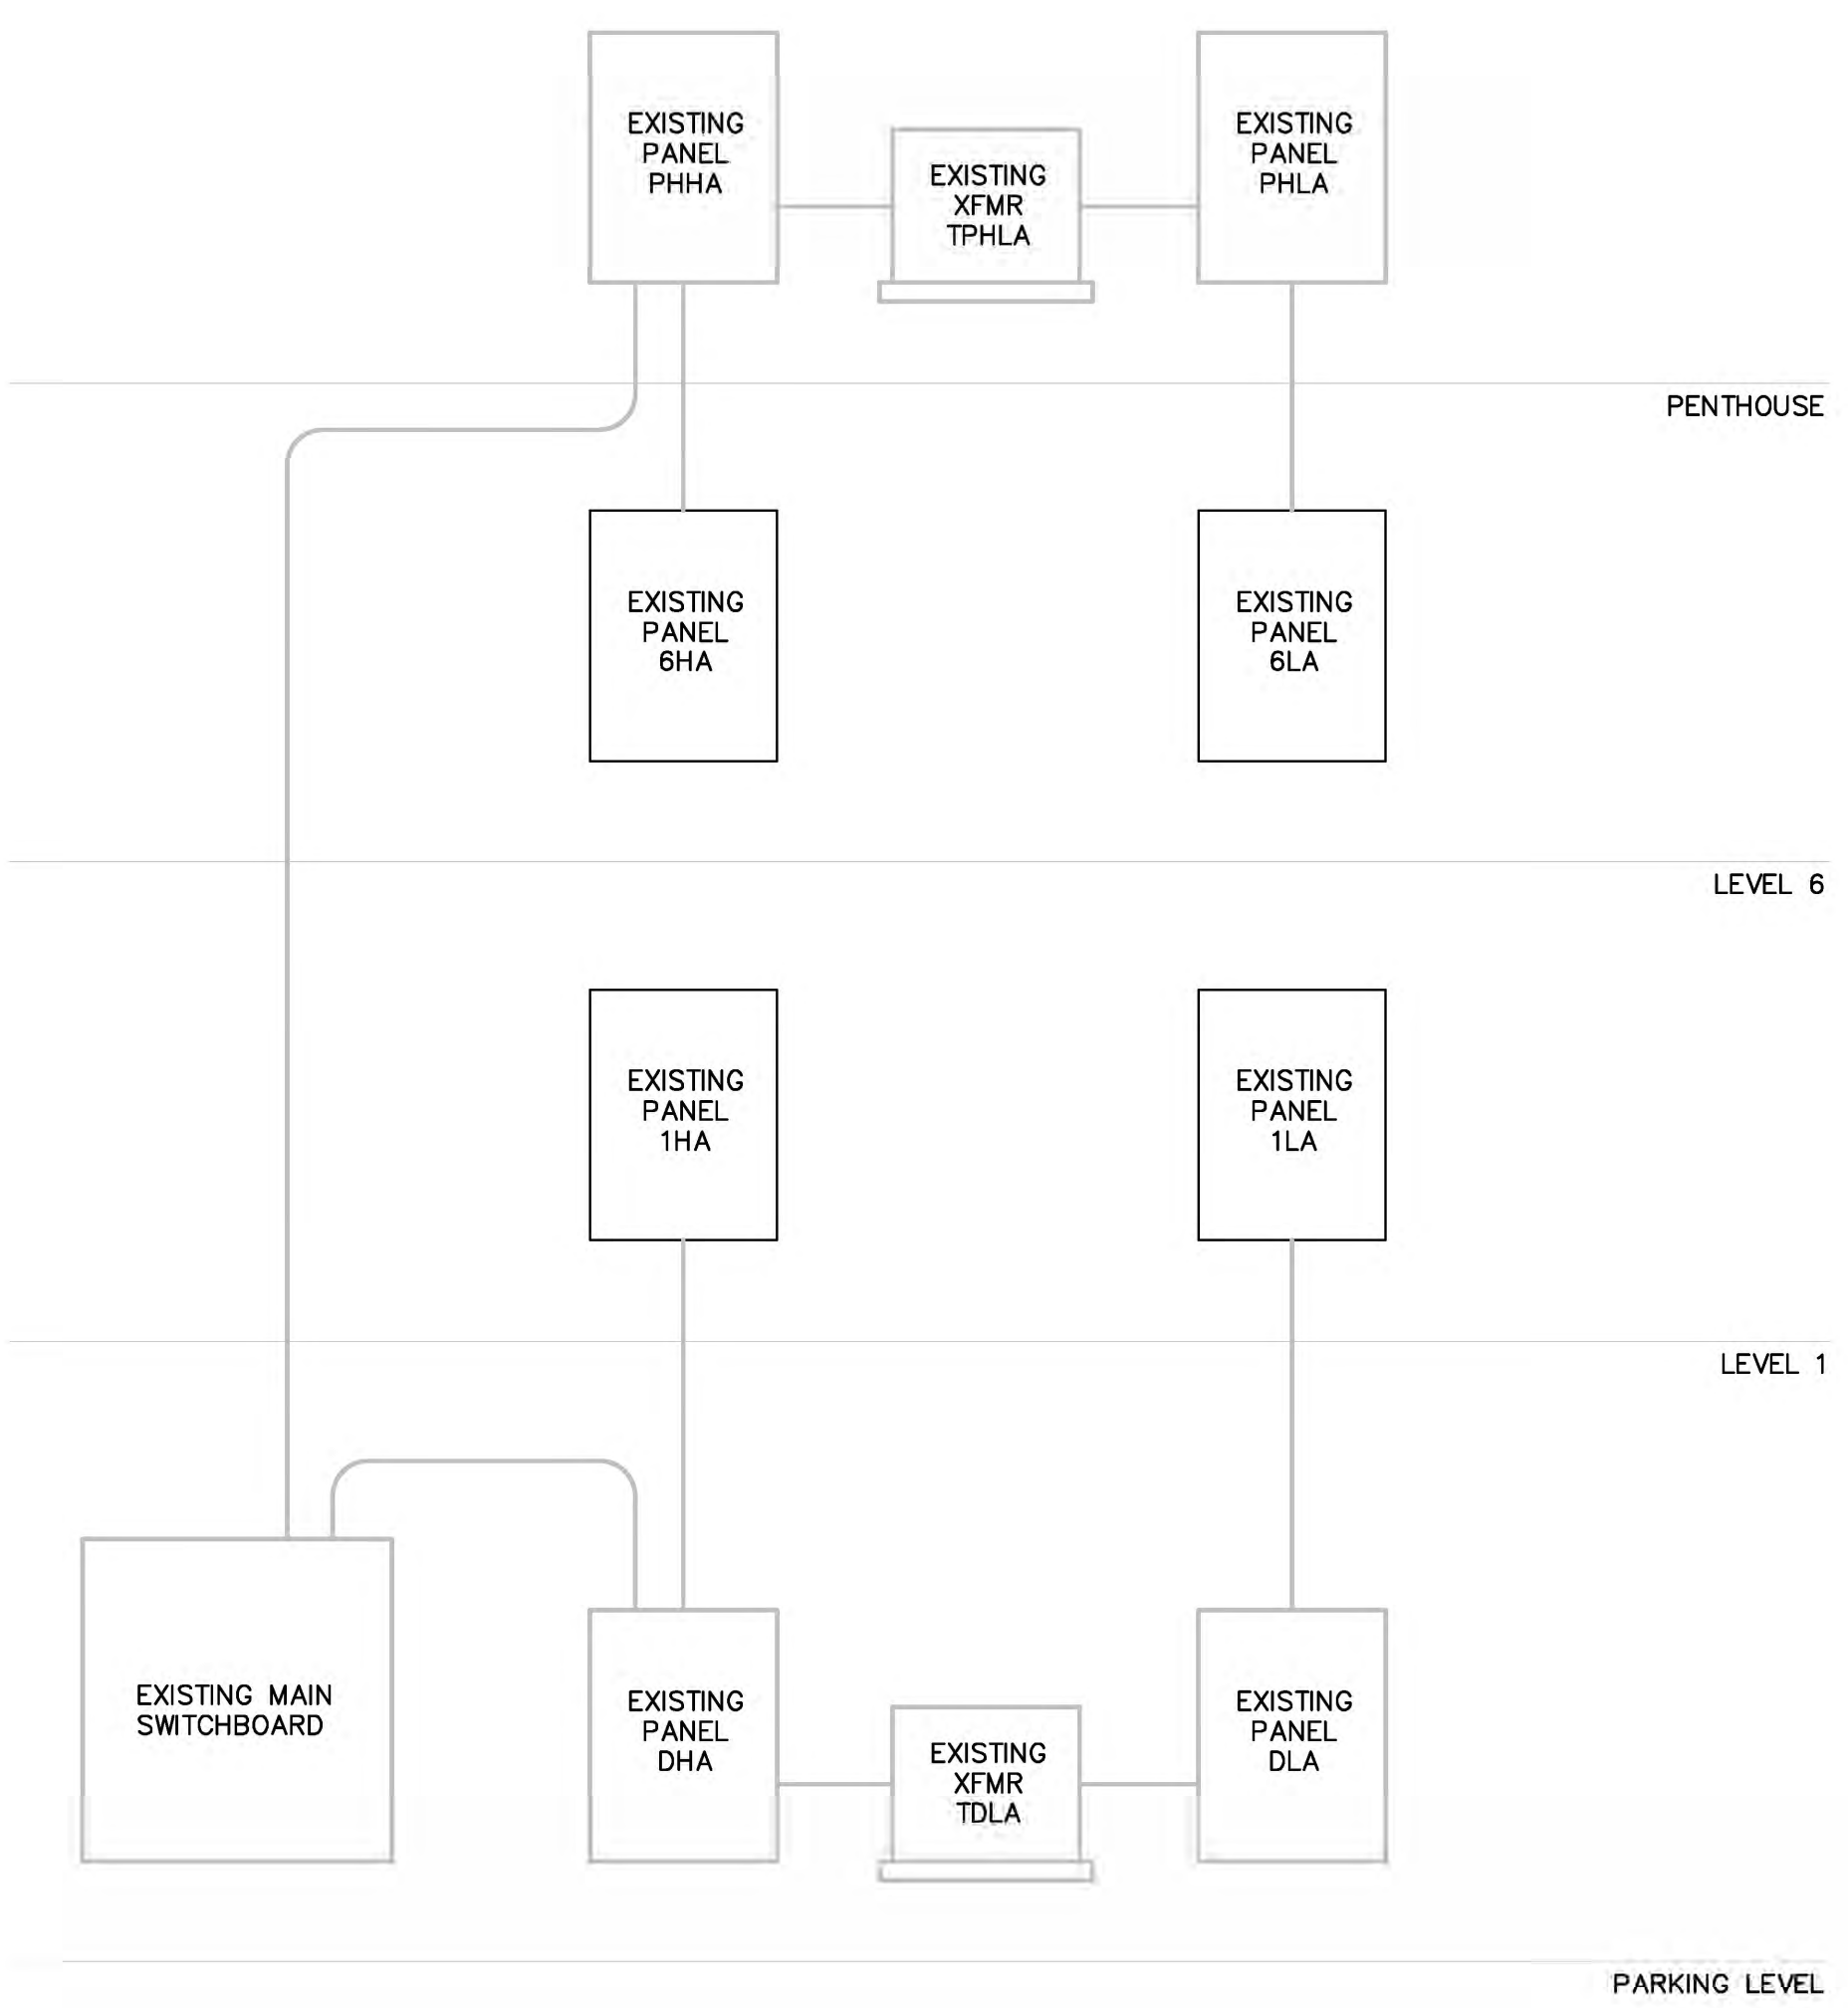 EXISTING
PANEL
PHHA
EXISTING
XFMR
TPHLA
EXISTING
PANEL
PHLA
PENTHOUSE
EXISTING
PANEL
6HA
EXISTING
PANEL
6LA
LEVEL 6
EXISTING
PANEL
1HA
EXISTING
PANEL
1LA
LEVEL 1
EXISTING MAIN
SWITCHBOARD
EXISTING
PANEL
DHA
EXISTING
XFMR
TDLA
EXISTING
PANEL
DLA
PARKING LEVEL